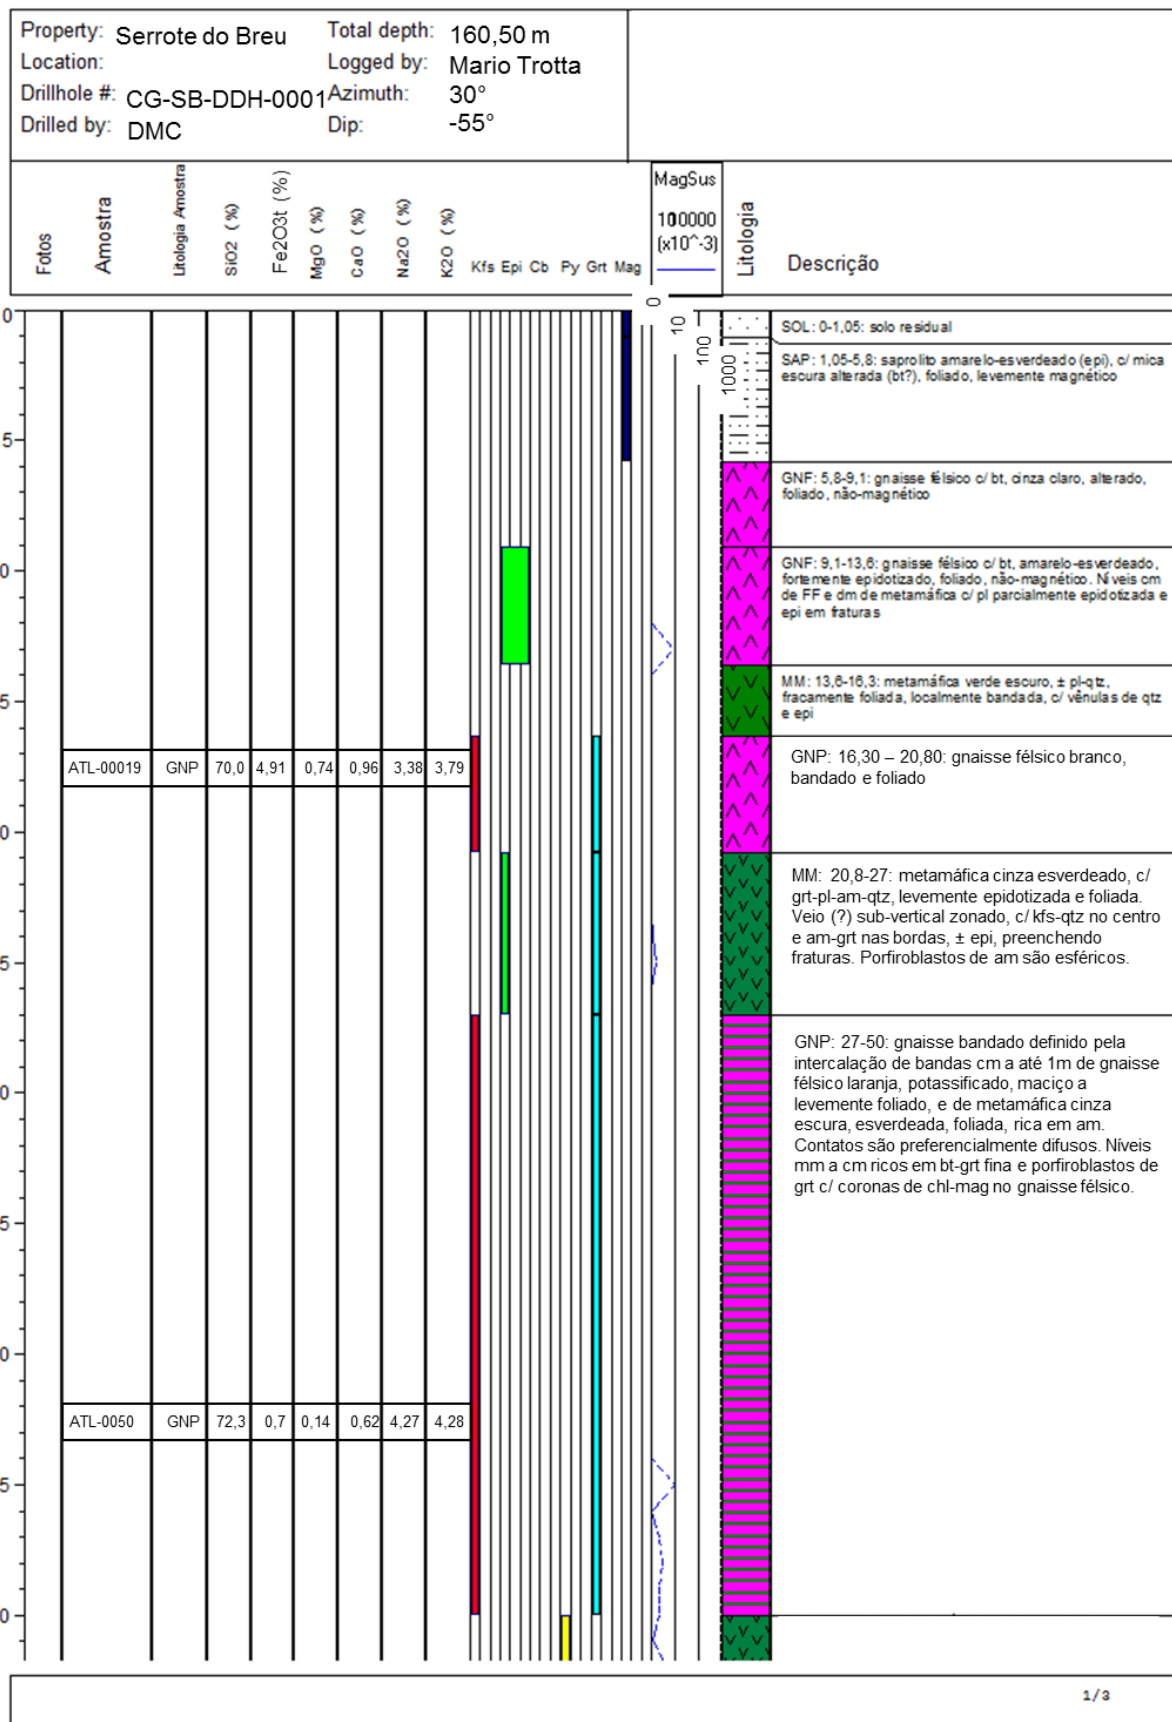 Property: Serrote do Breu Total depth: 160,50 m
Location: Logged by: Mario Trotta
Drillhole #: CG-SB-DDH-0001 Azimuth: 30°
Drilled by: DMC Dip: -55°
Fotos Amostra Litologia Amostra SiO2 (%) Fe2O3t (%) MgO (%) CaO (%) Na2O (%) K2O (%) Kfs Epi Cb Py Grt Mag
MagSus
100000
(x10^-3)
Litologia Descrição
0 10 100 1000
0
SOL: 0-1,05: solo residual
SAP: 1,05-5,8: saprolito amarelo-esverdeado (epi), c/ mica
escura alterada (bt?), foliado, levemente magnético
5
GNF: 5,8-9,1: gnaisse félsico c/ bt, cinza claro, alterado,
foliado, não-magnético
0
GNF: 9,1-13,6: gnaisse félsico c/ bt, amarelo-esverdeado,
fortemente epidotizado, foliado, não-magnético. Níveis cm
de FF e dm de metamáfica c/ pl parcialmente epidotizada e
epi em fraturas
5
MM: 13,6-16,3: metamáfica verde escuro, ± pl-qtz,
fracamente foliada, localmente bandada, c/ vênulas de qtz
e epi
GNP: 16,30 – 20,80: gnaisse félsico branco,
bandado e foliado
ATL-00019 GNP 70,0 4,91 0,74 0,96 3,38 3,79
0
MM: 20,8-27: metamáfica cinza esverdeado, c/
grt-pl-am-qtz, levemente epidotizada e foliada.
Veio (?) sub-vertical zonado, c/ kfs-qtz no centro
e am-grt nas bordas, ± epi, preenchendo
fraturas. Porfiroblastos de am são esféricos.
5
GNP: 27-50: gnaisse bandado definido pela
intercalação de bandas cm a até 1m de gnaisse
félsico laranja, potassificado, maciço a
levemente foliado, e de metamáfica cinza
escura, esverdeada, foliada, rica em am.
Contatos são preferencialmente difusos. Níveis
mm a cm ricos em bt-grt fina e porfiroblastos de
grt c/ coronas de chl-mag no gnaisse félsico.
0
5
0
ATL-0050 GNP 72,3 0,7 0,14 0,62 4,27 4,28
5
0
1/3